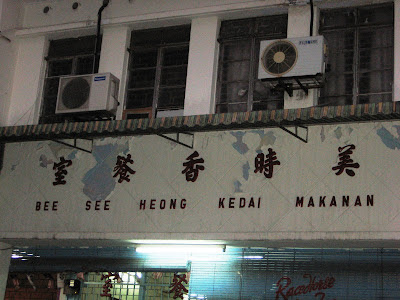 美時香餐室
BEE SEE HEONG KEDAI MAKANAN